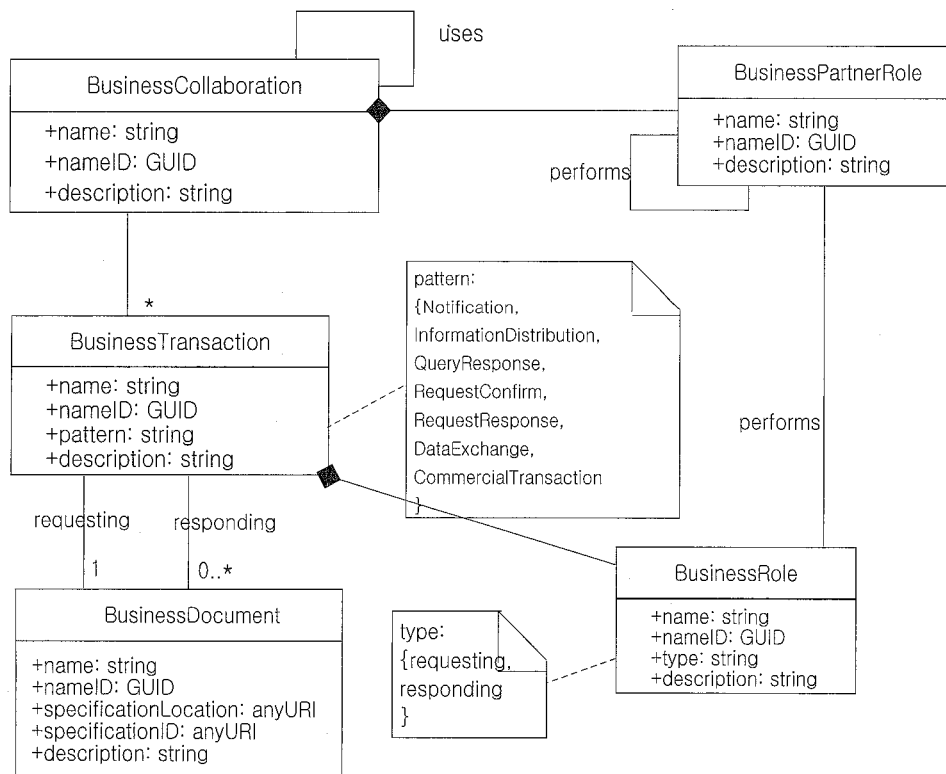 uses
BusinessCollaboration
+name: string
+nameID: GUID
+description: string
BusinessPartnerRole
+name: string
+nameID: GUID
+description: string
performs
*
BusinessTransaction
+name: string
+nameID: GUID
+pattern: string
+description: string
pattern:
{Notification,
InformationDistribution,
QueryResponse,
RequestConfirm,
RequestResponse,
DataExchange,
CommercialTransaction
}
performs
requesting
responding
1
0..*
BusinessDocument
+name: string
+nameID: GUID
+specificationLocation: anyURI
+specificationID: anyURI
+description: string
type:
{requesting,
responding
}
BusinessRole
+name: string
+nameID: GUID
+type: string
+description: string